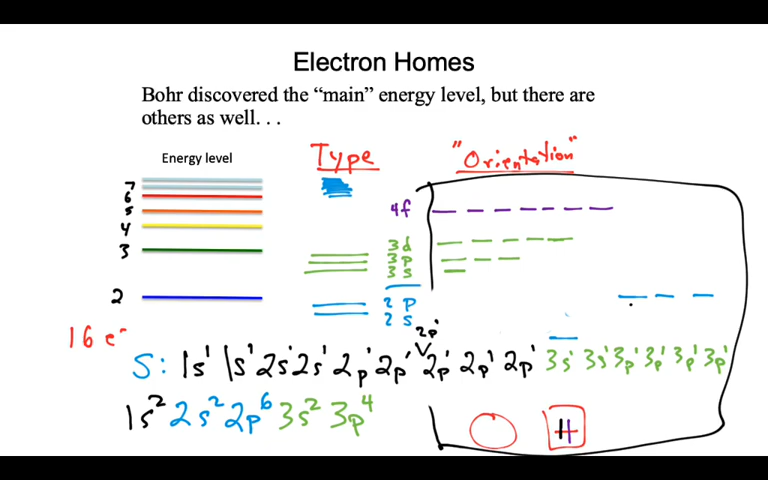 Electron Homes
Bohr discovered the “main” energy level, but there are
others as well. . .
Energy level
Type
"Orientation"
7
6
5
4
3
2
4f
3d
3p
3s
2p
2s
16 e⁻
2p¹
S: 1s¹ 1s¹ 2s¹ 2s¹ 2p¹ 2p¹ 2p¹ 2p¹ 2p¹ 3s¹ 3s¹ 3p¹ 3p¹ 3p¹ 3p¹
1s² 2s² 2p⁶ 3s² 3p⁴